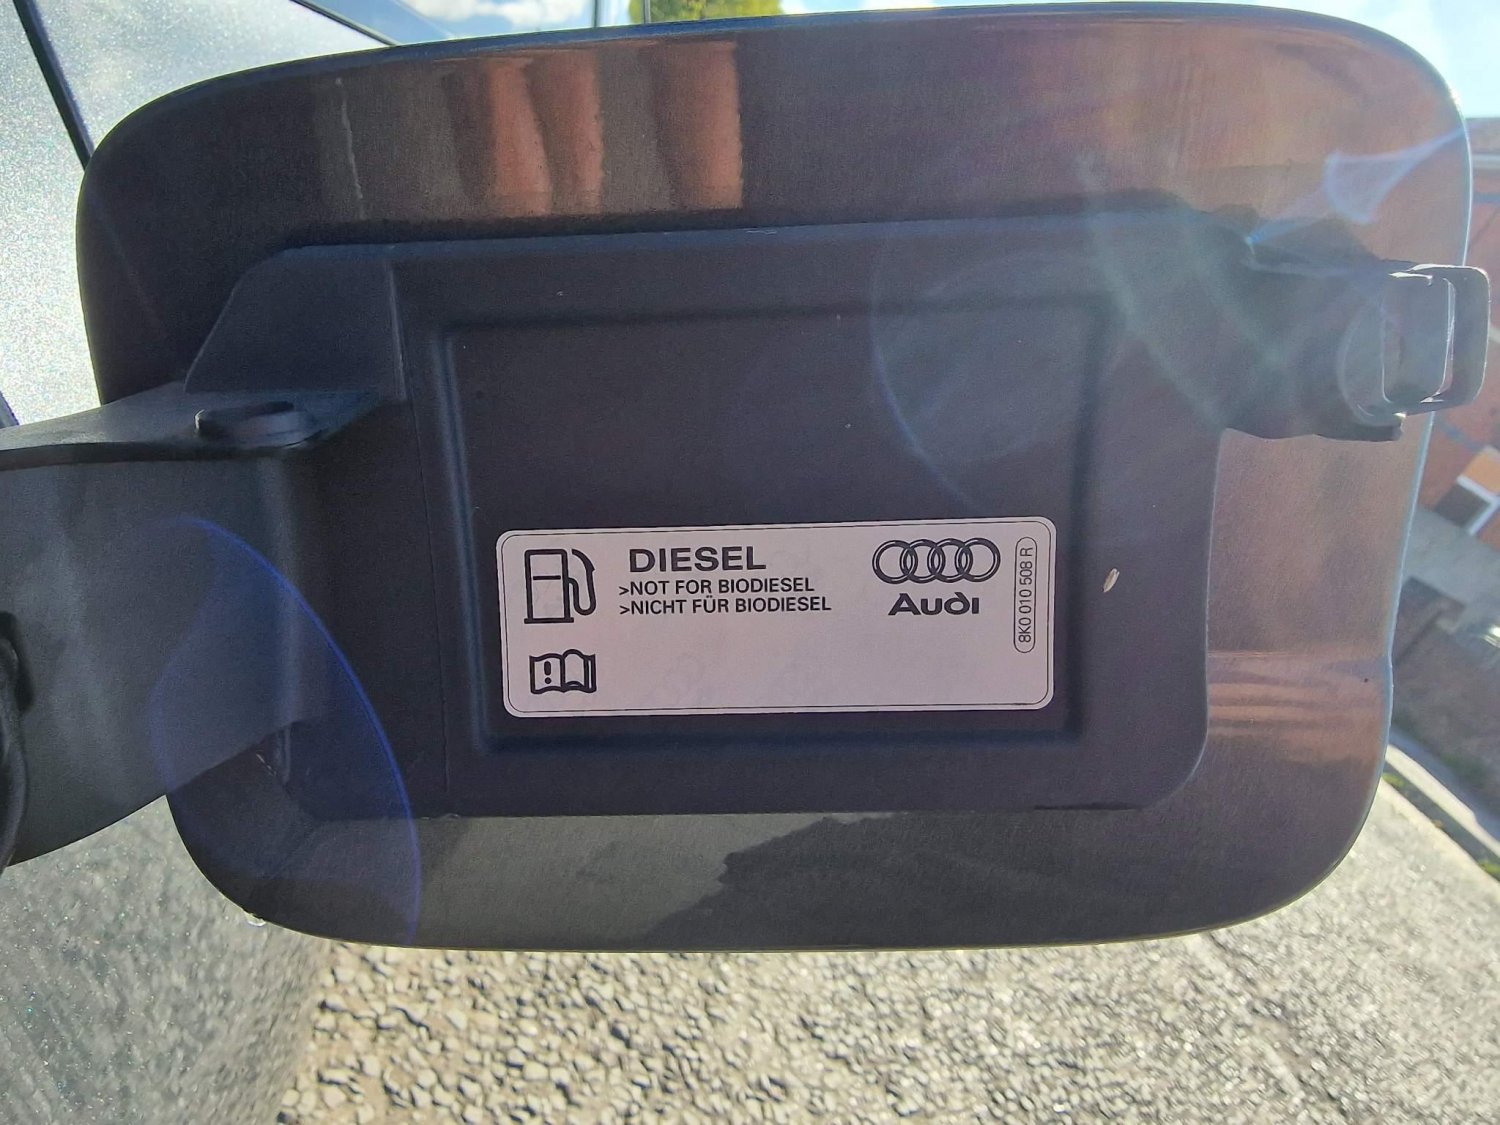 DIESEL
>NOT FOR BIODIESEL
>NICHT FÜR BIODIESEL
Audi
8K0 010 508 R